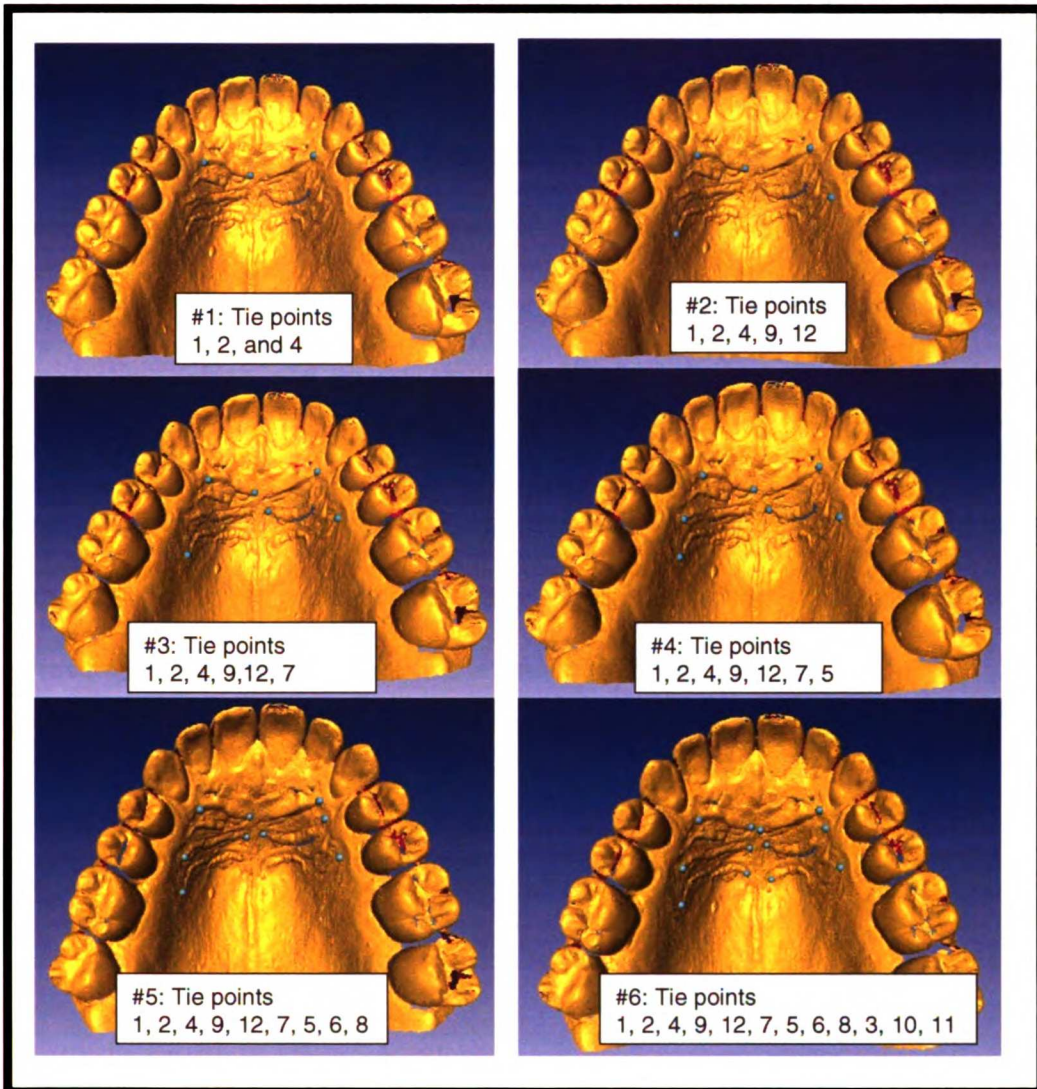 #1: Tie points
1, 2, and 4
#2: Tie points
1, 2, 4, 9, 12
#3: Tie points
1, 2, 4, 9,12, 7
#4: Tie points
1, 2, 4, 9, 12, 7, 5
#5: Tie points
1, 2, 4, 9, 12, 7, 5, 6, 8
#6: Tie points
1, 2, 4, 9, 12, 7, 5, 6, 8, 3, 10, 11